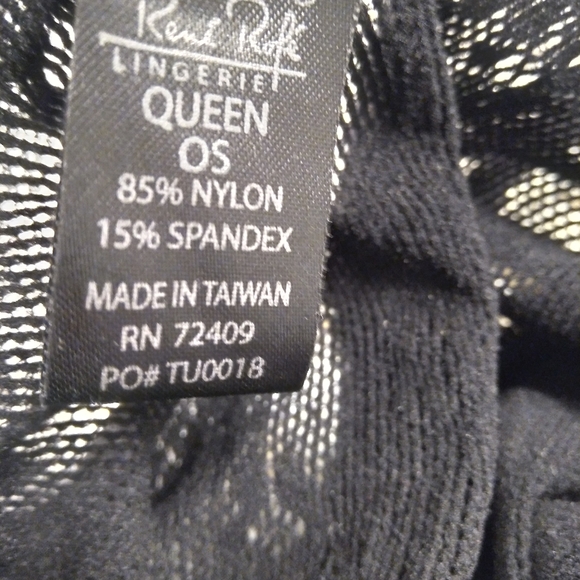 René Rofé
LINGERIE
QUEEN
OS
85% NYLON
15% SPANDEX
MADE IN TAIWAN
RN 72409
PO# TU0018